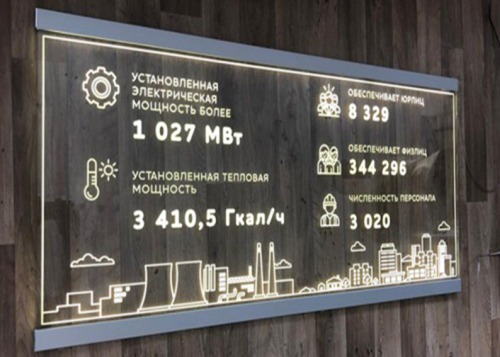 УСТАНОВЛЕННАЯ
ЭЛЕКТРИЧЕСКАЯ
МОЩНОСТЬ БОЛЕЕ
1 027 МВт
УСТАНОВЛЕННАЯ ТЕПЛОВАЯ
МОЩНОСТЬ
3 410,5 Гкал/ч
ОБЕСПЕЧИВАЕТ ЮРЛИЦ
8 329
ОБЕСПЕЧИВАЕТ ФИЗЛИЦ
344 296
ЧИСЛЕННОСТЬ ПЕРСОНАЛА
3 020